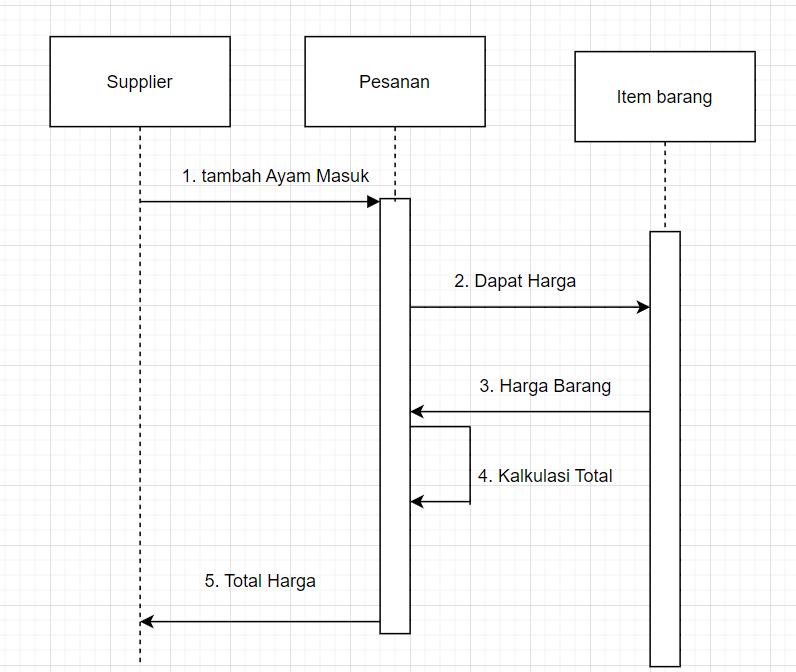 Supplier
Pesanan
Item barang
1. tambah Ayam Masuk
2. Dapat Harga
3. Harga Barang
4. Kalkulasi Total
5. Total Harga